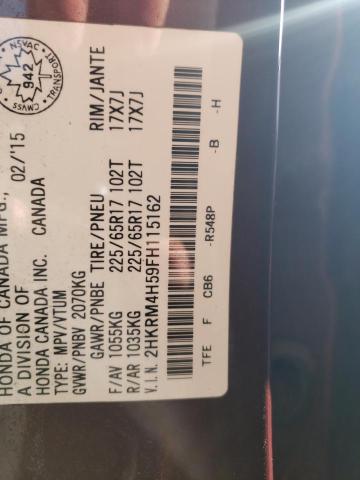 HONDA OF CANADA MFG.,
A DIVISION OF 02/'15
HONDA CANADA INC. CANADA
TYPE: MPV/VTUM
GVWR/PNBV 2070KG
GAWR/PNBE TIRE/PNEU RIM/JANTE
F/AV 1055KG 225/65R17 102T 17X7J
R/AR 1035KG 225/65R17 102T 17X7J
V.I.N. 2HKRM4H59FH115162
TFE F CB6 -R548P -B -H
NSVAC
942
TRANSPORT
CMVSS